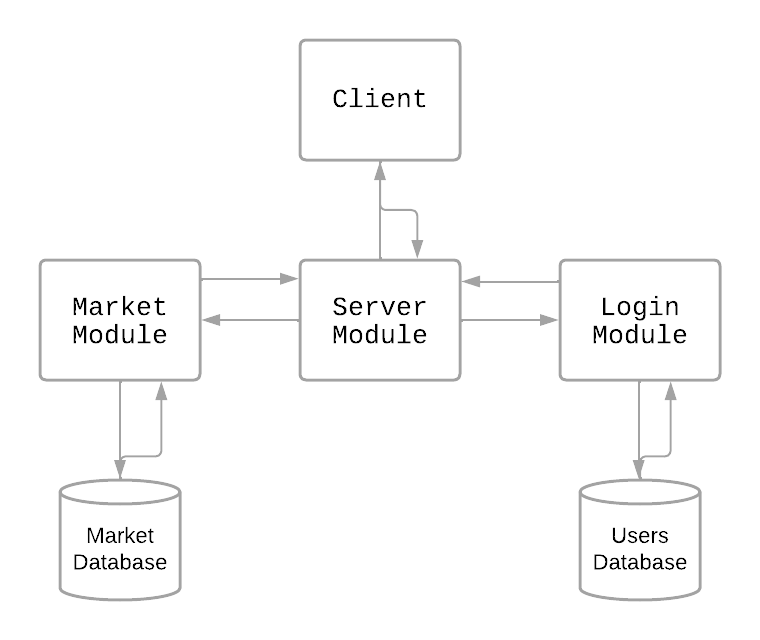 Client
Market
Module
Server
Module
Login
Module
Market
Database
Users
Database